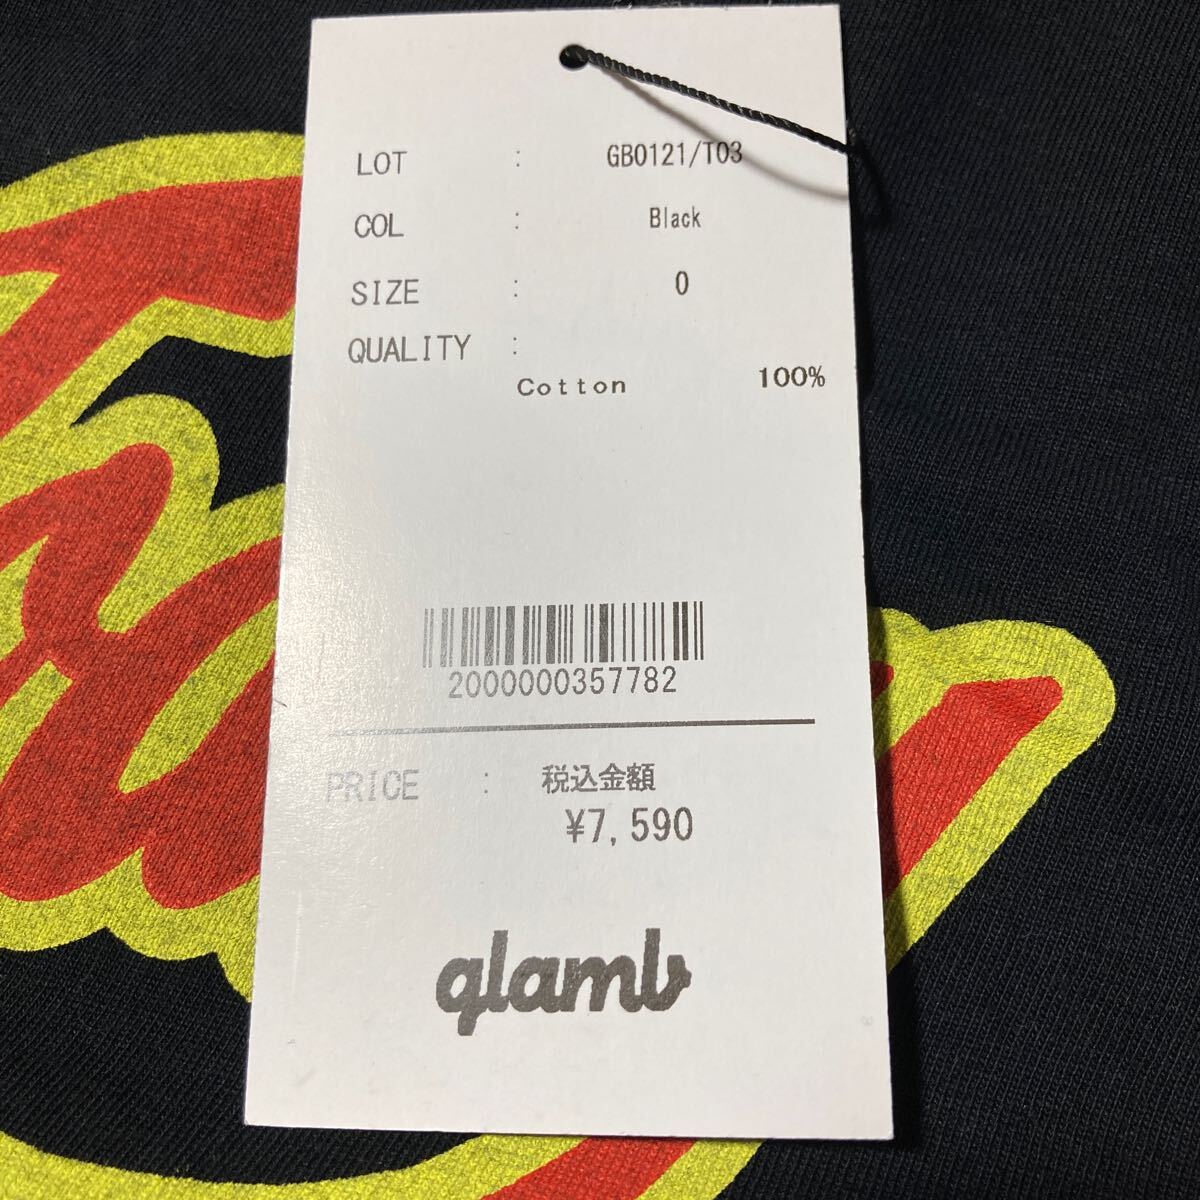 LOT : GB0121/T03
COL : Black
SIZE : 0
QUALITY :
Cotton 100%
2000000357782
PRICE : 税込金額
¥7,590
glamb